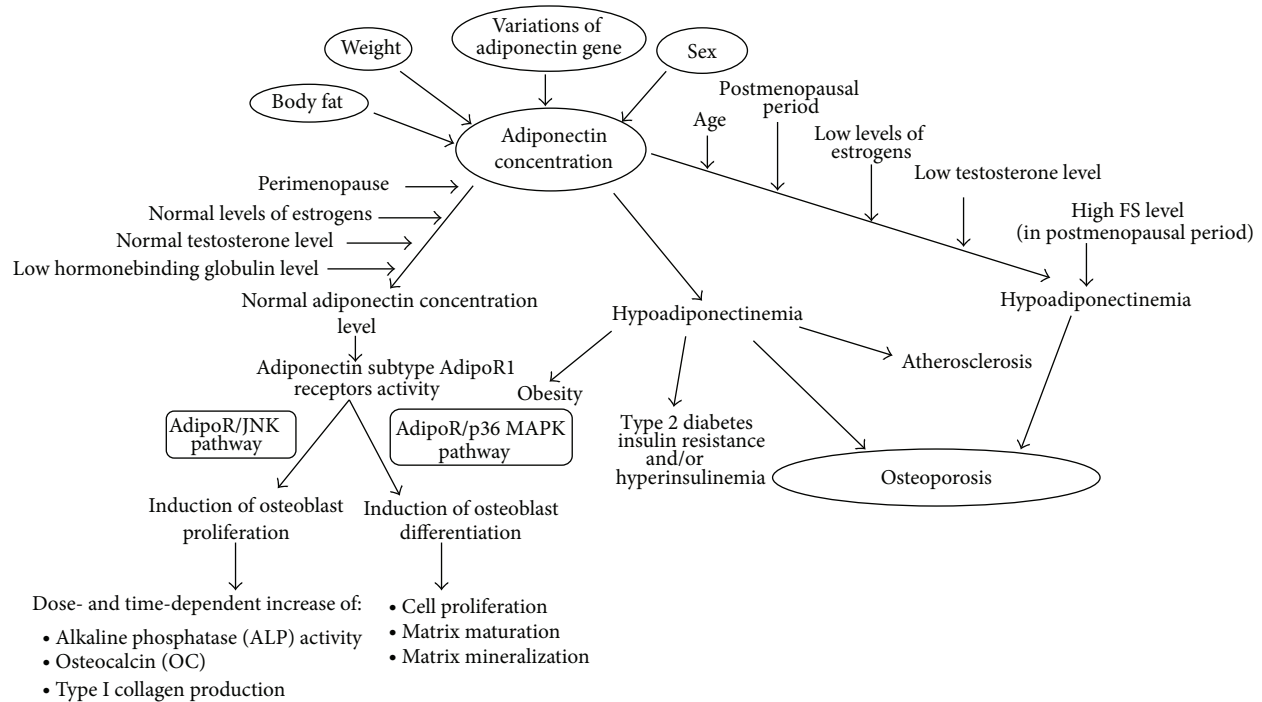 Variations of
adiponectin gene
Weight
Sex
Body fat
Adiponectin
concentration
Postmenopausal
period
Age
Low levels of
estrogens
Low testosterone level
High FS level
(in postmenopausal period)
Hypoadiponectinemia
Perimenopause
Normal levels of estrogens
Normal testosterone level
Low hormonebinding globulin level
Normal adiponectin concentration
level
Hypoadiponectinemia
Adiponectin subtype AdipoR1
receptors activity
Obesity
Atherosclerosis
AdipoR/JNK
pathway
AdipoR/p36 MAPK
pathway
Type 2 diabetes
insulin resistance
and/or
hyperinsulinemia
Osteoporosis
Induction of osteoblast
proliferation
Induction of osteoblast
differentiation
Dose- and time-dependent increase of:
• Alkaline phosphatase (ALP) activity
• Osteocalcin (OC)
• Type I collagen production
• Cell proliferation
• Matrix maturation
• Matrix mineralization